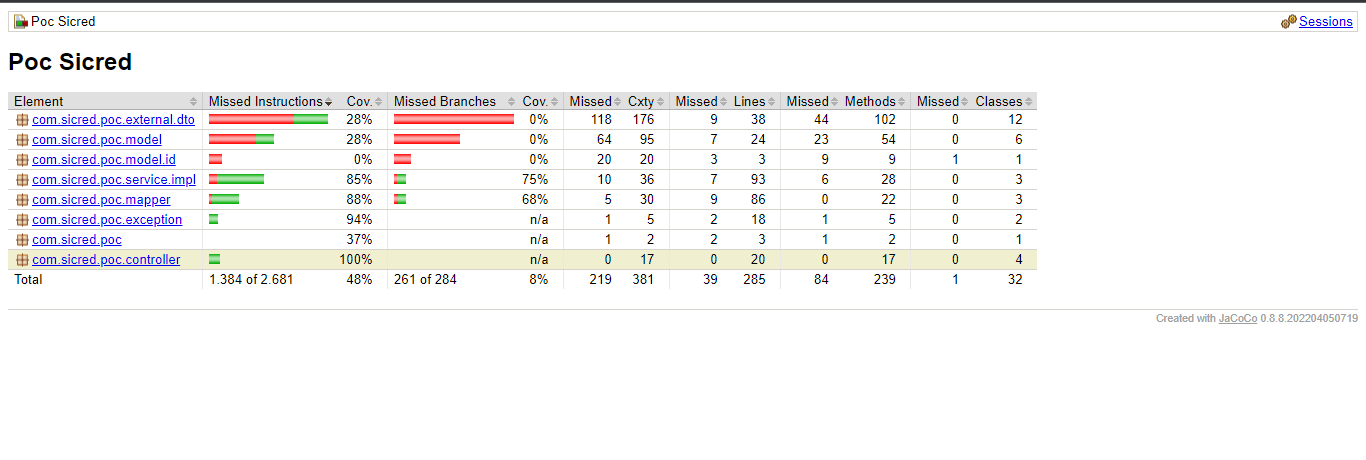 Poc Sicred Sessions
Poc Sicred
Element Missed Instructions Cov. Missed Branches Cov. Missed Cxty Missed Lines Missed Methods Missed Classes
com.sicred.poc.external.dto 28% 0% 118 176 9 38 44 102 0 12
com.sicred.poc.model 28% 0% 64 95 7 24 23 54 0 6
com.sicred.poc.model.id 0% 0% 20 20 3 3 9 9 1 1
com.sicred.poc.service.impl 85% 75% 10 36 7 93 6 28 0 3
com.sicred.poc.mapper 88% 68% 5 30 9 86 0 22 0 3
com.sicred.poc.exception 94% n/a 1 5 2 18 1 5 0 2
com.sicred.poc 37% n/a 1 2 2 3 1 2 0 1
com.sicred.poc.controller 100% n/a 0 17 0 20 0 17 0 4
Total 1.384 of 2.681 48% 261 of 284 8% 219 381 39 285 84 239 1 32
Created with JaCoCo 0.8.8.202204050719